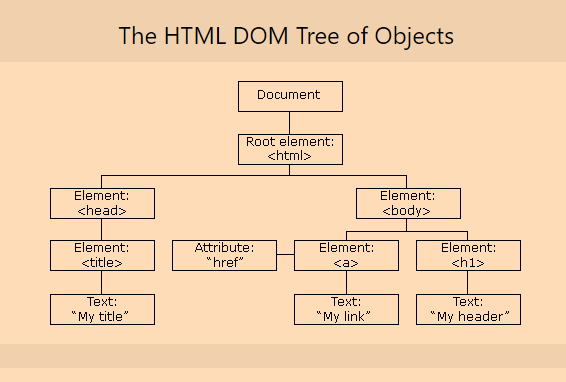 The HTML DOM Tree of Objects
Document
Root element:
<html>
Element:
<head>
Element:
<body>
Element:
<title>
Attribute:
“href”
Element:
<a>
Element:
<h1>
Text:
“My title”
Text:
“My link”
Text:
“My header”